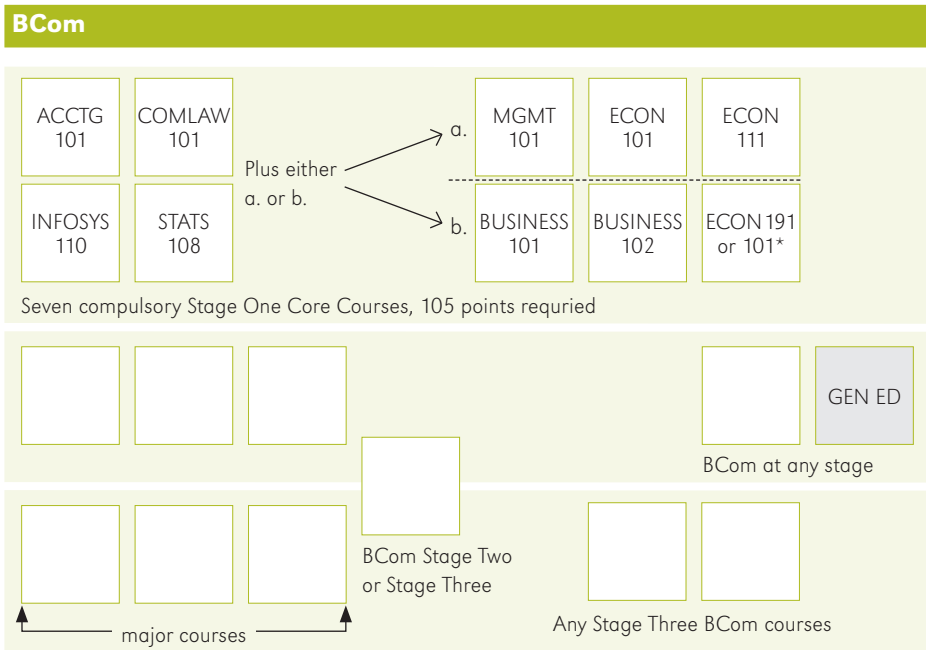 BCom
ACCTG
101
COMLAW
101
Plus either
a. or b.
a.
MGMT
101
ECON
101
ECON
111
INFOSYS
110
STATS
108
b.
BUSINESS
101
BUSINESS
102
ECON 191
or 101*
Seven compulsory Stage One Core Courses, 105 points requried
GEN ED
BCom at any stage
BCom Stage Two
or Stage Three
major courses
Any Stage Three BCom courses